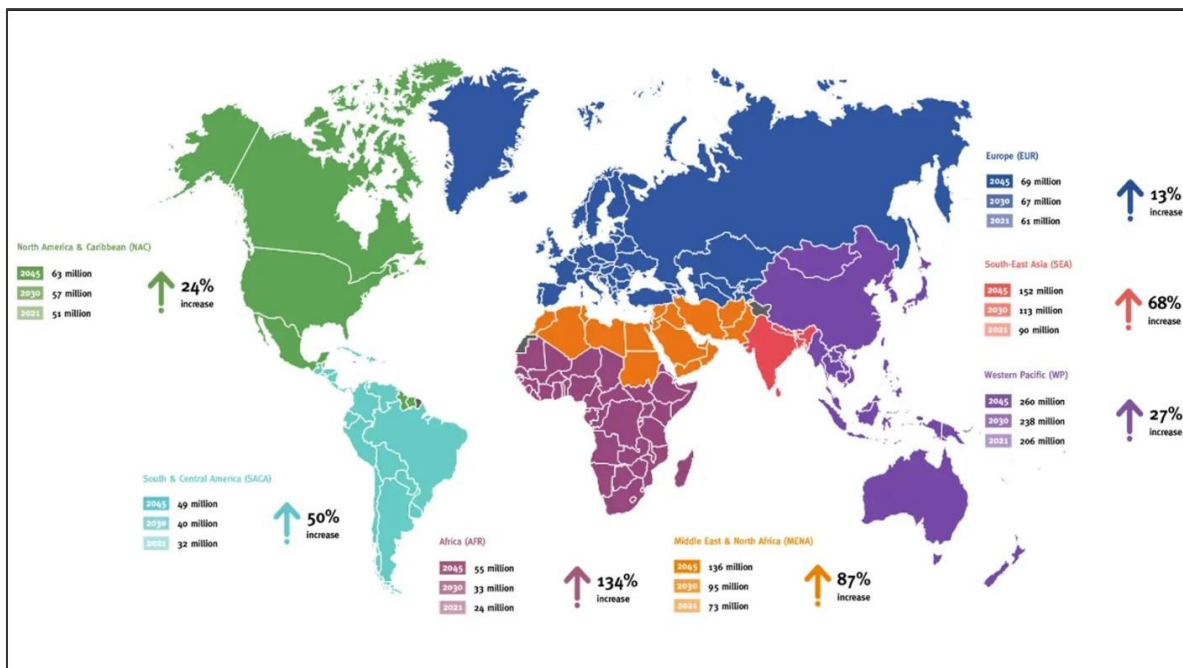 Europe (EUR)
2045 69 million
2030 67 million
2021 61 million
13%
increase
North America & Caribbean (NAC)
2045 63 million
2030 57 million
2021 51 million
24%
increase
South-East Asia (SEA)
2045 152 million
2030 113 million
2021 90 million
68%
increase
Western Pacific (WP)
2045 260 million
2030 238 million
2021 206 million
27%
increase
South & Central America (SACA)
2045 49 million
2030 40 million
2021 32 million
50%
increase
Africa (AFR)
2045 55 million
2030 33 million
2021 24 million
134%
increase
Middle East & North Africa (MENA)
2045 136 million
2030 95 million
2021 73 million
87%
increase